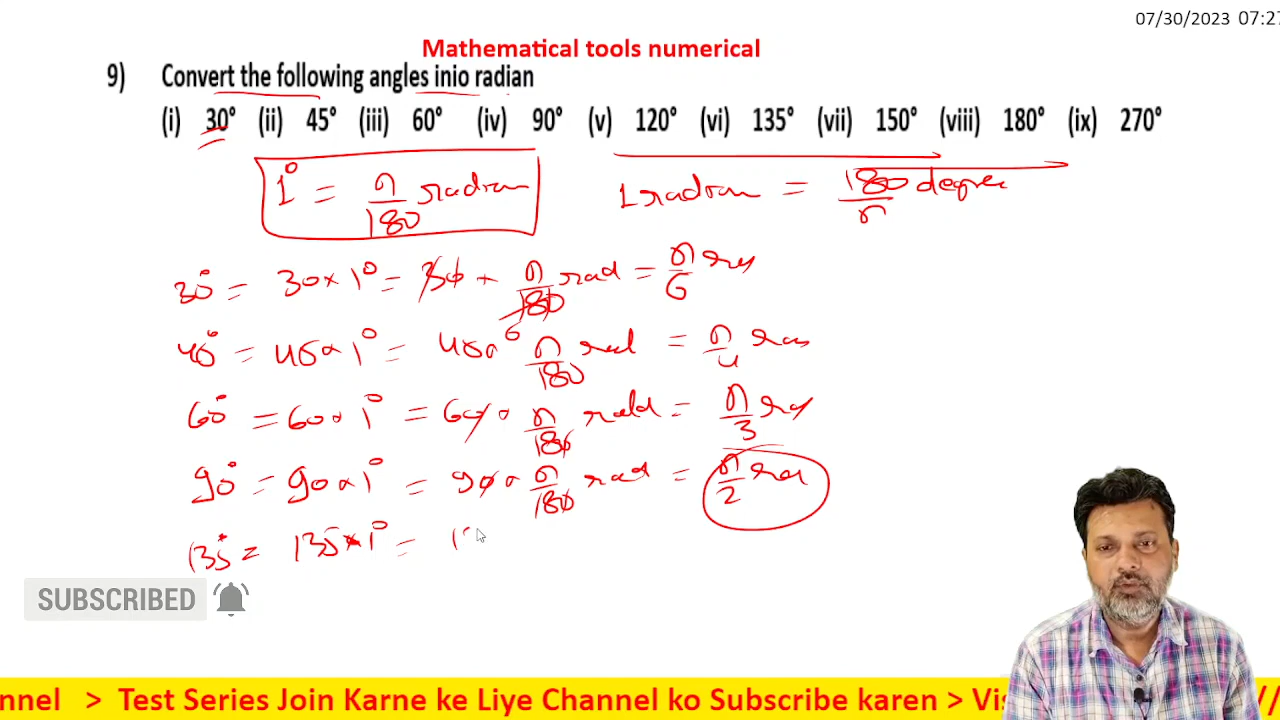 07/30/2023 07:27
Mathematical tools numerical
9) Convert the following angles inio radian
(i) 30° (ii) 45° (iii) 60° (iv) 90° (v) 120° (vi) 135° (vii) 150° (viii) 180° (ix) 270°
1° = π/180 radian 1 radian = 180/π degree
30° = 30 × 1° = 30 × π/180 rad = π/6 rad
45° = 45 × 1° = 45 × π/180 rad = π/4 rad
60° = 60 × 1° = 60 × π/180 rad = π/3 rad
90° = 90 × 1° = 90 × π/180 rad = π/2 rad
135° = 135 × 1° = 1
SUBSCRIBED
nnel > Test Series Join Karne ke Liye Channel ko Subscribe karen > Vis //